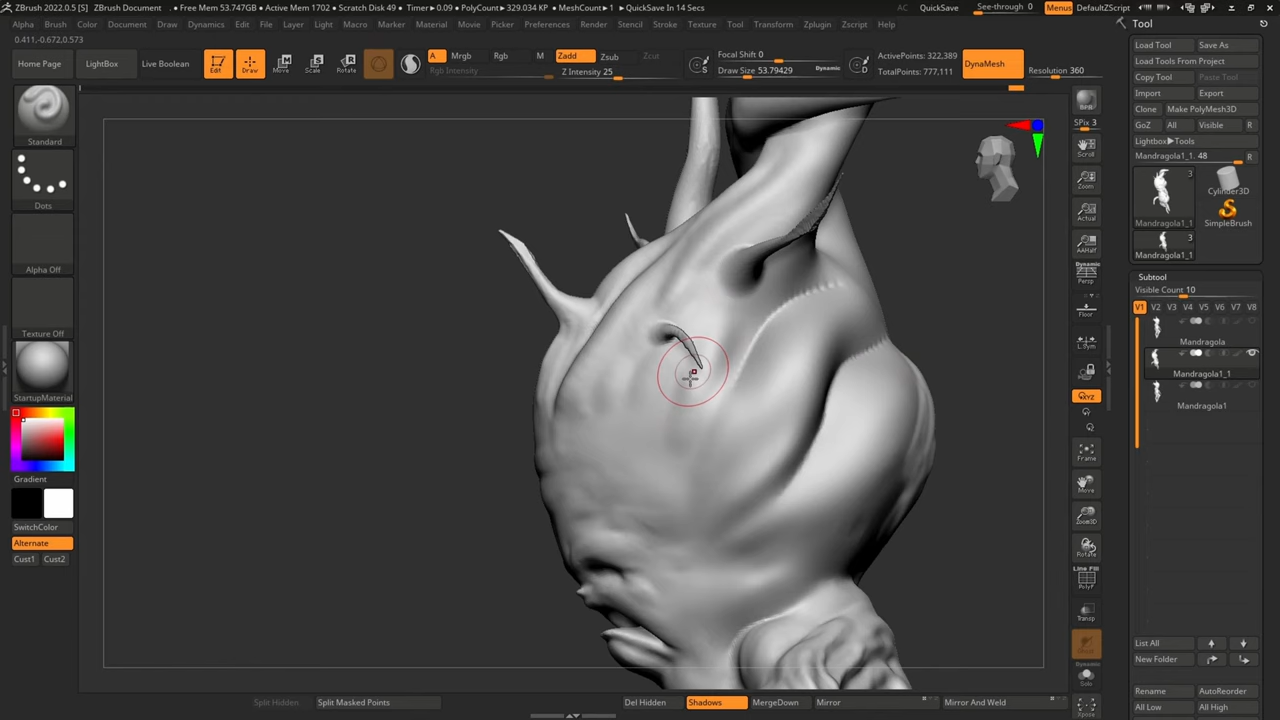 ZBrush 2022.0.5 [S] ZBrush Document . ● Free Mem 53.747GB ● Active Mem 1702 ● Scratch Disk 49 ● Timer►0.09 ● PolyCount►329.034 KP ● MeshCount►1 ►QuickSave In 14 Secs AC QuickSave See-through 0 Menus DefaultZScript
Alpha Brush Color Document Draw Dynamics Edit File Layer Light Macro Marker Material Movie Picker Preferences Render Stencil Stroke Texture Tool Transform Zplugin Zscript Help
0.411,-0.672,0.573
Home Page LightBox Live Boolean Edit Draw Move Scale Rotate A Mrgb Rgb M Zadd Zsub Zcut
Rgb Intensity Z Intensity 25
S Focal Shift 0
Draw Size 53.79429 Dynamic
D ActivePoints: 322,389
TotalPoints: 777,111
DynaMesh Resolution 360
Standard
Dots
Alpha Off
Texture Off
StartupMaterial
Gradient
SwitchColor
Alternate
Cust1 Cust2
BPR
SPix 3
Scroll
Zoom
Actual
AAHalf
Dynamic
Persp
Floor
L.Sym
XYZ
Frame
Move
Zoom3D
Rotate
Line Fill
PolyF
Transp
Dynamic
Solo
Xpose
Tool
Load Tool Save As
Load Tools From Project
Copy Tool Paste Tool
Import Export
Clone Make PolyMesh3D
GoZ All Visible R
Lightbox►Tools
Mandragola1_1. 48 R
3
Cylinder3D
Mandragola1_1 SimpleBrush
3
Mandragola1_1
Subtool
Visible Count 10
V1 V2 V3 V4 V5 V6 V7 V8
Mandragola
Mandragola1_1
Mandragola1
List All
New Folder
Rename AutoReorder
All Low All High
Split Hidden Split Masked Points Del Hidden Shadows MergeDown Mirror Mirror And Weld